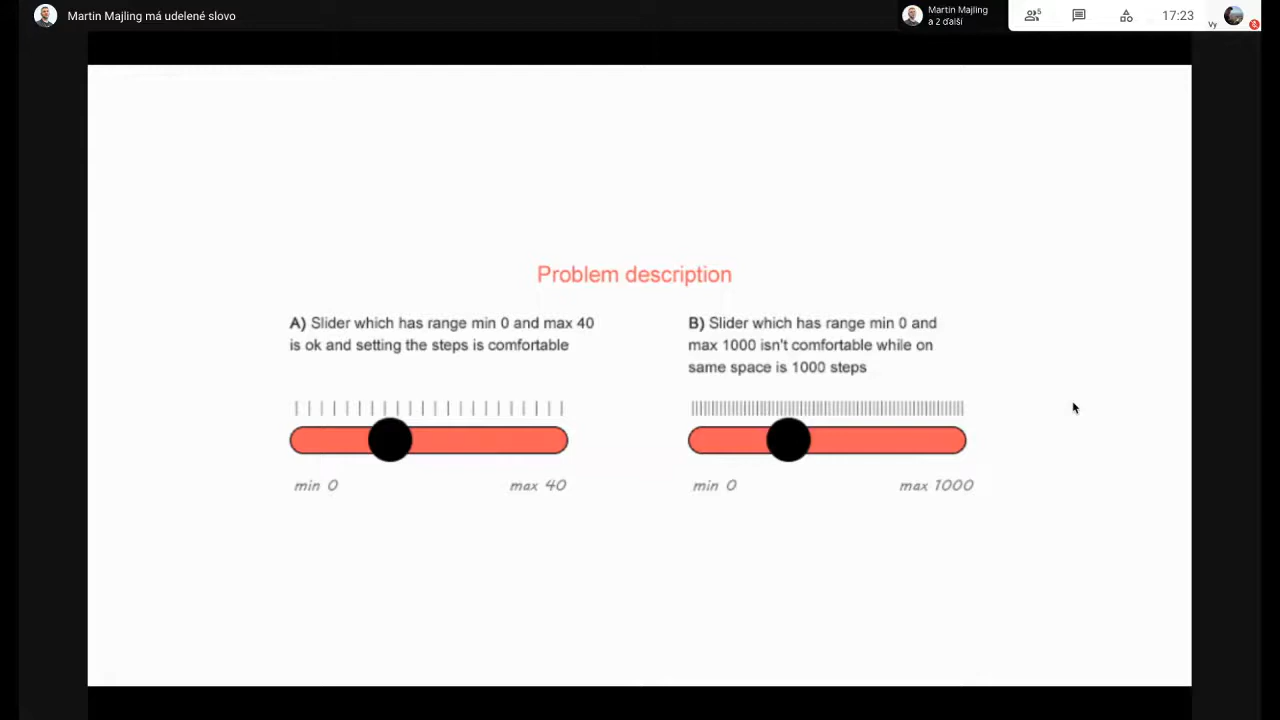 Martin Majling má udelené slovo
Martin Majling
a 2 ďalší
5
17:23
Vy
Problem description
A) Slider which has range min 0 and max 40
is ok and setting the steps is comfortable
B) Slider which has range min 0 and
max 1000 isn't comfortable while on
same space is 1000 steps
min 0
max 40
min 0
max 1000